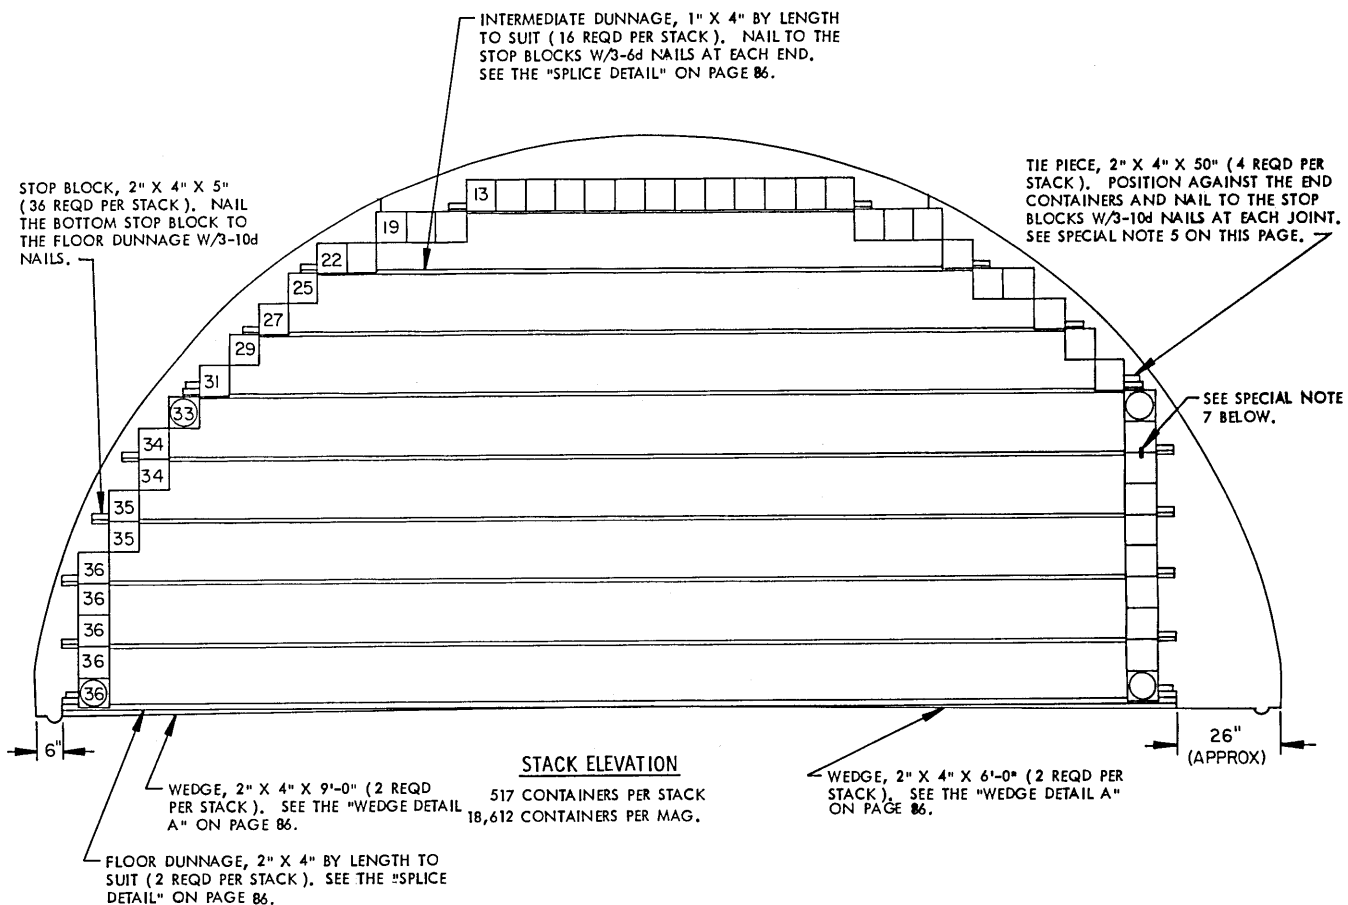 INTERMEDIATE DUNNAGE, 1" X 4" BY LENGTH
TO SUIT (16 REQD PER STACK). NAIL TO THE
STOP BLOCKS W/3-6d NAILS AT EACH END.
SEE THE "SPLICE DETAIL" ON PAGE 86.
STOP BLOCK, 2" X 4" X 5"
(36 REQD PER STACK). NAIL
THE BOTTOM STOP BLOCK TO
THE FLOOR DUNNAGE W/3-10d
NAILS.
TIE PIECE, 2" X 4" X 50" (4 REQD PER
STACK). POSITION AGAINST THE END
CONTAINERS AND NAIL TO THE STOP
BLOCKS W/3-10d NAILS AT EACH JOINT.
SEE SPECIAL NOTE 5 ON THIS PAGE.
13
19
22
25
27
29
31
33
34
34
35
35
36
36
36
36
36
SEE SPECIAL NOTE
7 BELOW.
6"
26"
(APPROX)
STACK ELEVATION
517 CONTAINERS PER STACK
18,612 CONTAINERS PER MAG.
WEDGE, 2" X 4" X 9'-0" (2 REQD
PER STACK). SEE THE "WEDGE DETAIL
A" ON PAGE 86.
WEDGE, 2" X 4" X 6'-0" (2 REQD PER
STACK). SEE THE "WEDGE DETAIL A"
ON PAGE 86.
FLOOR DUNNAGE, 2" X 4" BY LENGTH TO
SUIT (2 REQD PER STACK). SEE THE "SPLICE
DETAIL" ON PAGE 86.